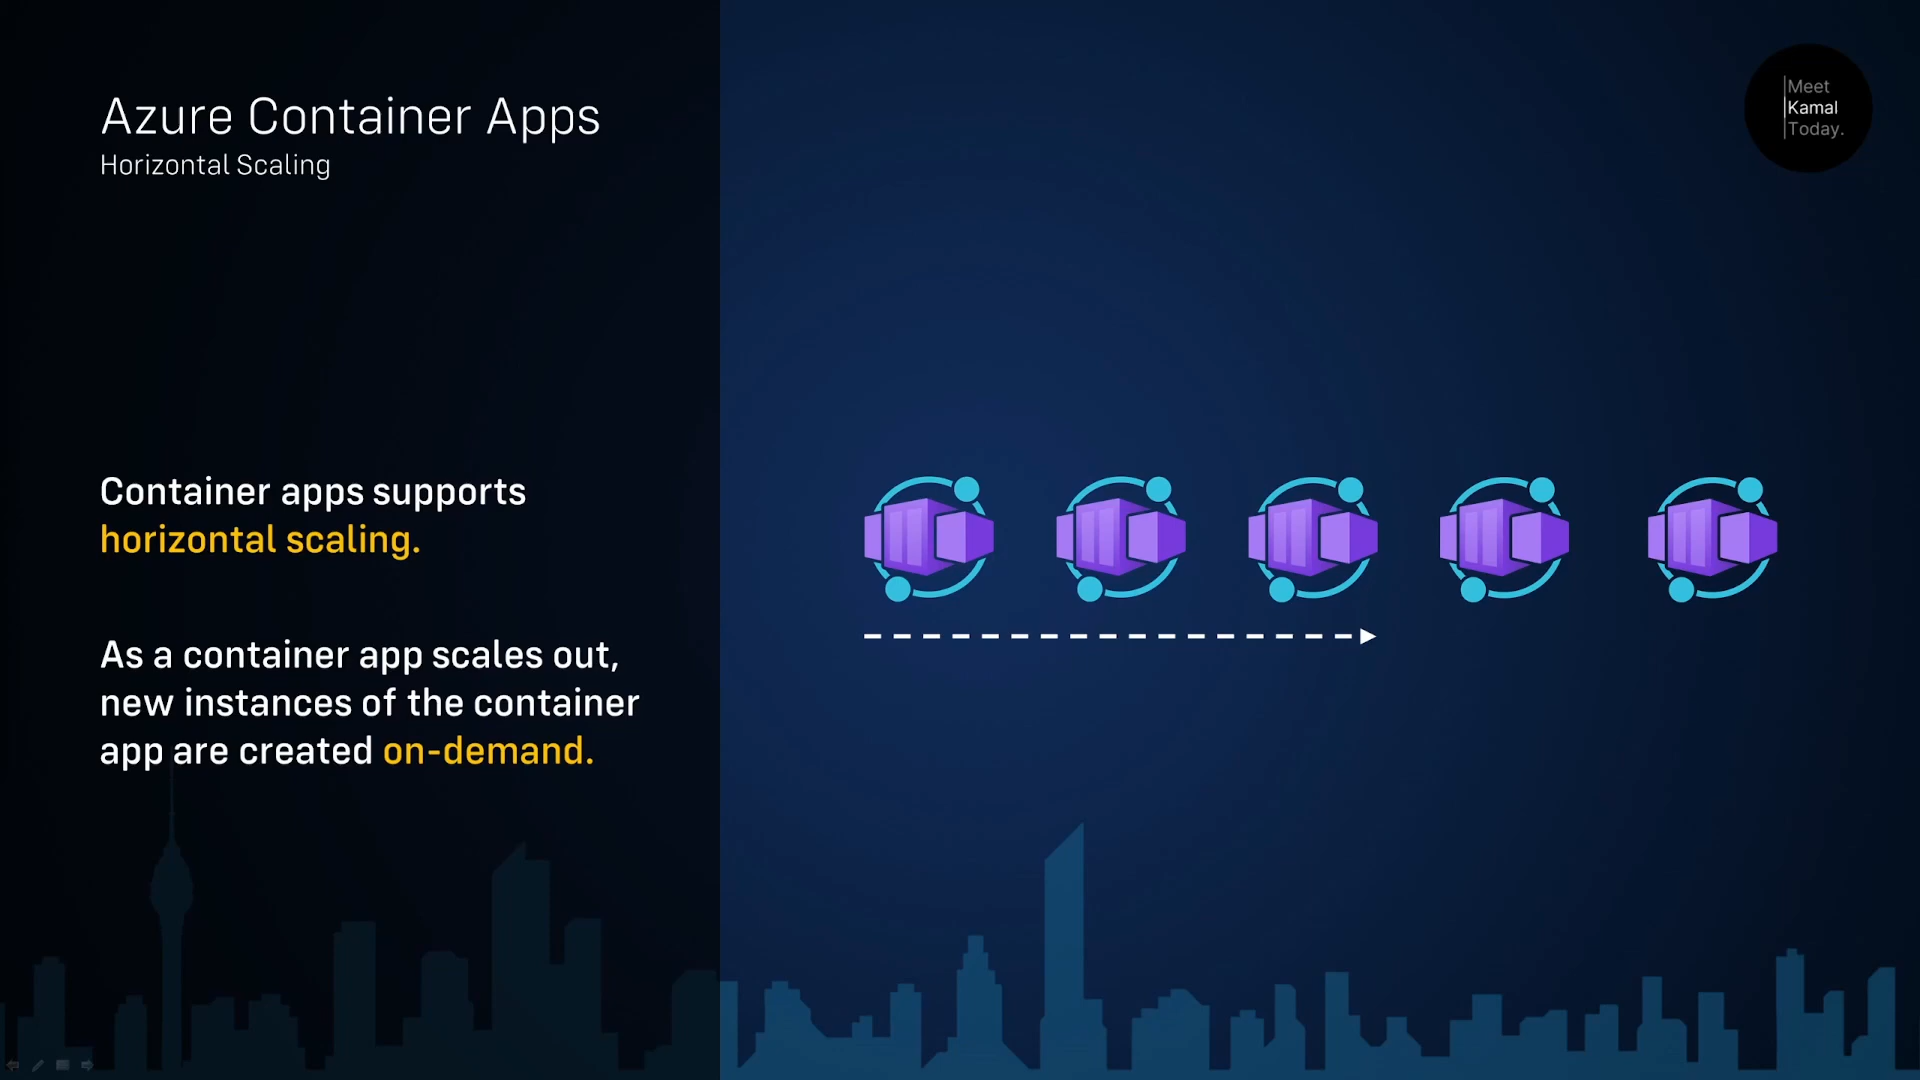 Azure Container Apps
Horizontal Scaling
Meet
Kamal
Today.
Container apps supports
horizontal scaling.
As a container app scales out,
new instances of the container
app are created on-demand.